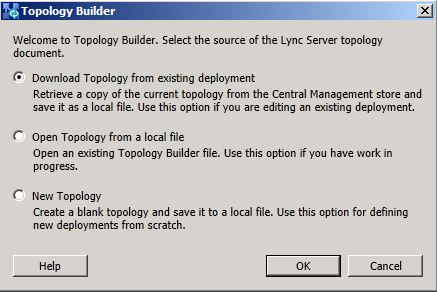 Topology Builder
Welcome to Topology Builder. Select the source of the Lync Server topology
document.
Download Topology from existing deployment
Retrieve a copy of the current topology from the Central Management store and
save it as a local file. Use this option if you are editing an existing deployment.
Open Topology from a local file
Open an existing Topology Builder file. Use this option if you have work in
progress.
New Topology
Create a blank topology and save it to a local file. Use this option for defining
new deployments from scratch.
Help
OK
Cancel